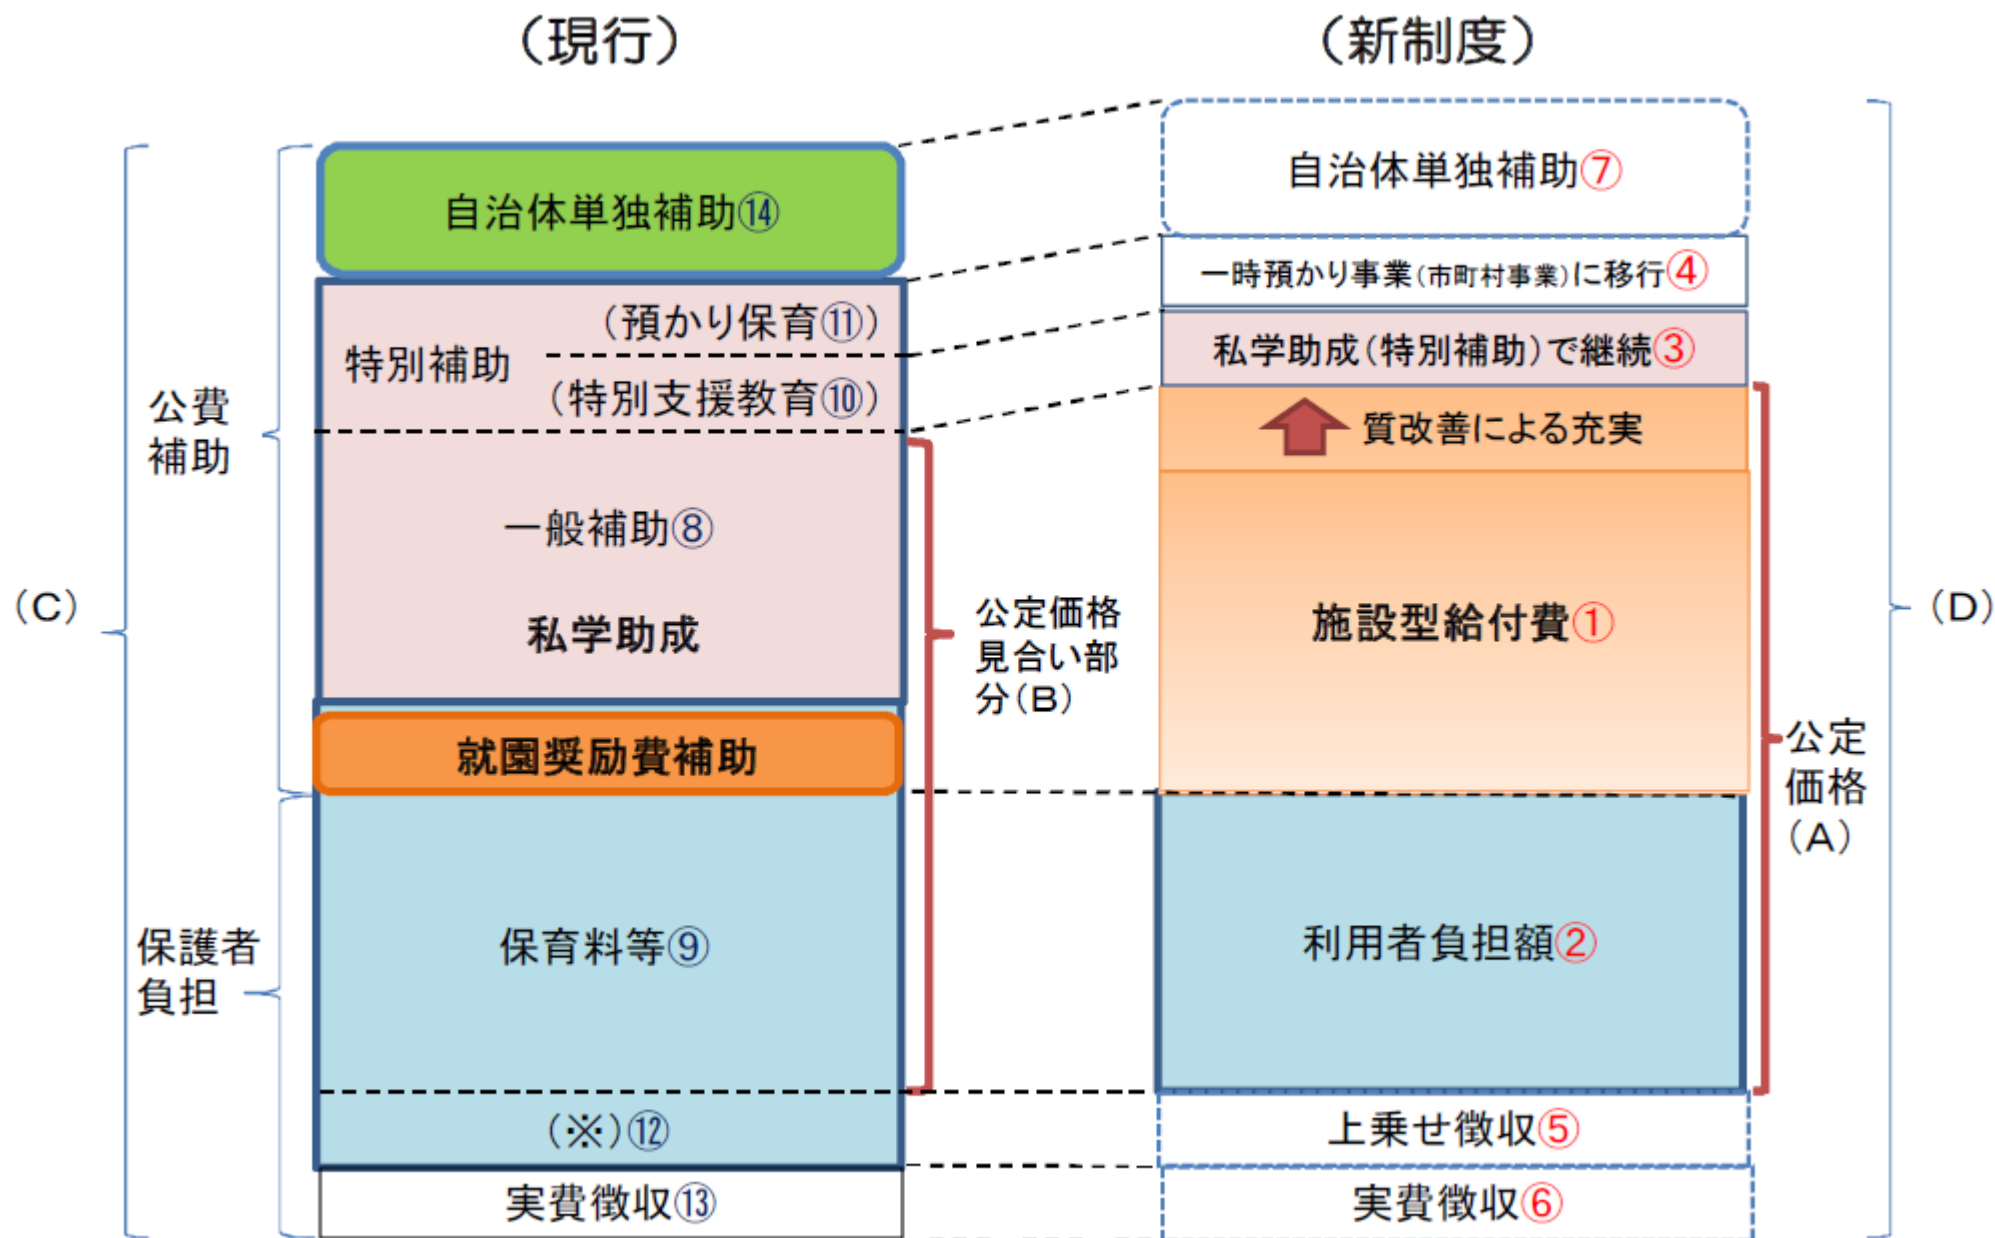 (現行)
(新制度)
自治体単独補助⑭
特別補助
(預かり保育⑪)
(特別支援教育⑩)
一般補助⑧
私学助成
就園奨励費補助
保育料等⑨
(※)⑫
実費徴収⑬
公費
補助
保護者
負担
(C)
公定価格
見合い部
分(B)
自治体単独補助⑦
一時預かり事業(市町村事業)に移行④
私学助成(特別補助)で継続③
質改善による充実
施設型給付費①
利用者負担額②
上乗せ徴収⑤
実費徴収⑥
公定
価格
(A)
(D)